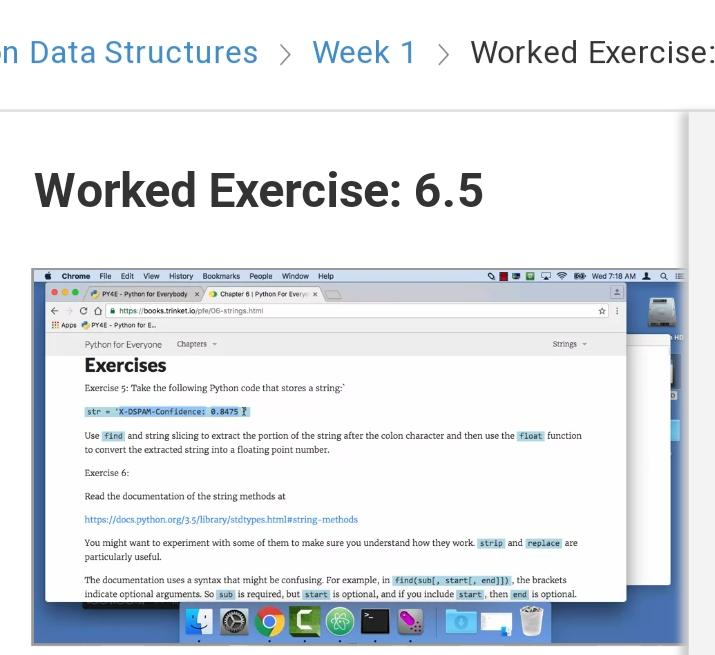 on Data Structures > Week 1 > Worked Exercise:
Worked Exercise: 6.5
Chrome File Edit View History Bookmarks People Window Help Wed 7:18 AM
PY4E - Python for Everybody × Chapter 6 | Python For Every ×
https://books.trinket.io/pfe/06-strings.html
Apps PY4E - Python for E...
Python for Everyone Chapters Strings
HD
Exercises
Exercise 5: Take the following Python code that stores a string:`
str = 'X-DSPAM-Confidence: 0.8475
Use find and string slicing to extract the portion of the string after the colon character and then use the float function
to convert the extracted string into a floating point number.
Exercise 6:
Read the documentation of the string methods at
https://docs.python.org/3.5/library/stdtypes.html#string-methods
You might want to experiment with some of them to make sure you understand how they work. strip and replace are
particularly useful.
The documentation uses a syntax that might be confusing. For example, in find(sub[, start[, end]]), the brackets
indicate optional arguments. So sub is required, but start is optional, and if you include start, then end is optional.